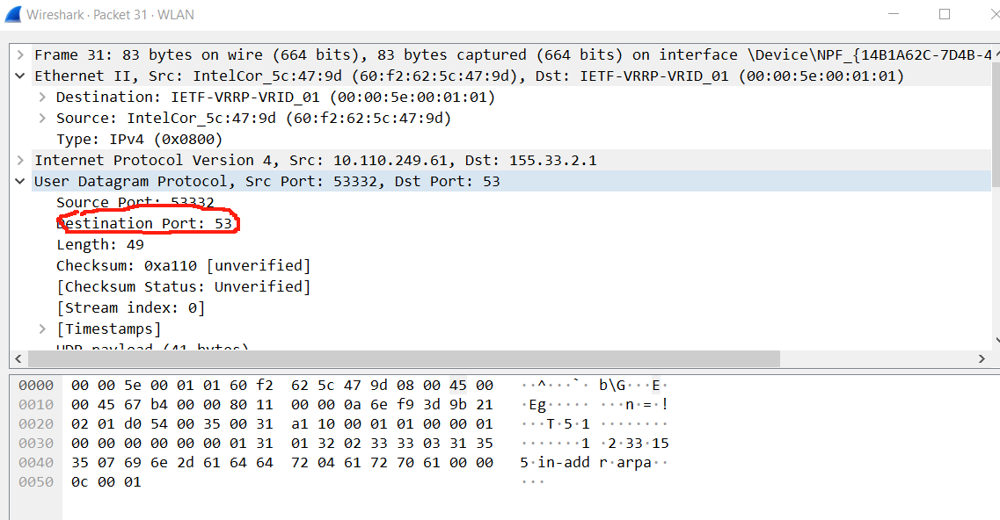 Wireshark · Packet 31 · WLAN
Frame 31: 83 bytes on wire (664 bits), 83 bytes captured (664 bits) on interface \Device\NPF_{14B1A62C-7D4B-4
Ethernet II, Src: IntelCor_5c:47:9d (60:f2:62:5c:47:9d), Dst: IETF-VRRP-VRID_01 (00:00:5e:00:01:01)
Destination: IETF-VRRP-VRID_01 (00:00:5e:00:01:01)
Source: IntelCor_5c:47:9d (60:f2:62:5c:47:9d)
Type: IPv4 (0x0800)
Internet Protocol Version 4, Src: 10.110.249.61, Dst: 155.33.2.1
User Datagram Protocol, Src Port: 53332, Dst Port: 53
Source Port: 53332
Destination Port: 53
Length: 49
Checksum: 0xa110 [unverified]
[Checksum Status: Unverified]
[Stream index: 0]
[Timestamps]
UDP payload (41 bytes)
0000 00 00 5e 00 01 01 60 f2 62 5c 47 9d 08 00 45 00 ··^···`· b\G···E·
0010 00 45 67 b4 00 00 80 11 00 00 0a 6e f9 3d 9b 21 ·Eg····· ···n·=·!
0020 02 01 d0 54 00 35 00 31 a1 10 00 01 01 00 00 01 ···T·5·1 ········
0030 00 00 00 00 00 00 01 31 01 32 02 33 33 03 31 35 ·······1 ·2·33·15
0040 35 07 69 6e 2d 61 64 64 72 04 61 72 70 61 00 00 5·in-add r·arpa··
0050 0c 00 01 ···